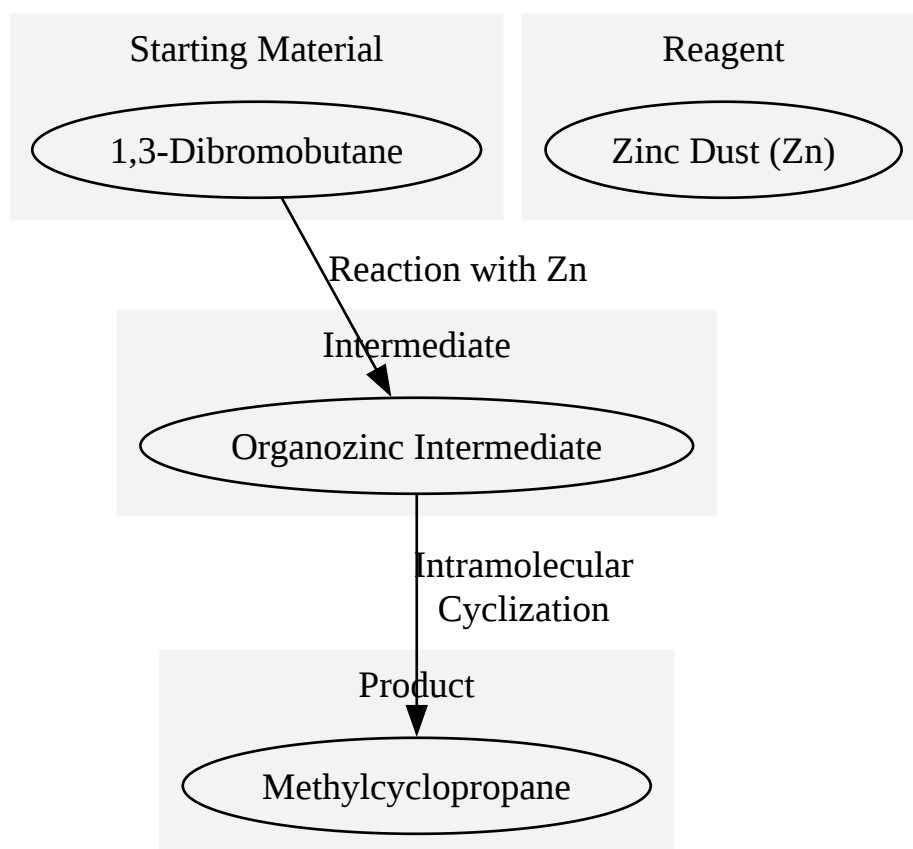 Starting Material
Reagent
1,3-Dibromobutane
Zinc Dust (Zn)
Reaction with Zn
Intermediate
Organozinc Intermediate
Intramolecular
Cyclization
Product
Methylcyclopropane